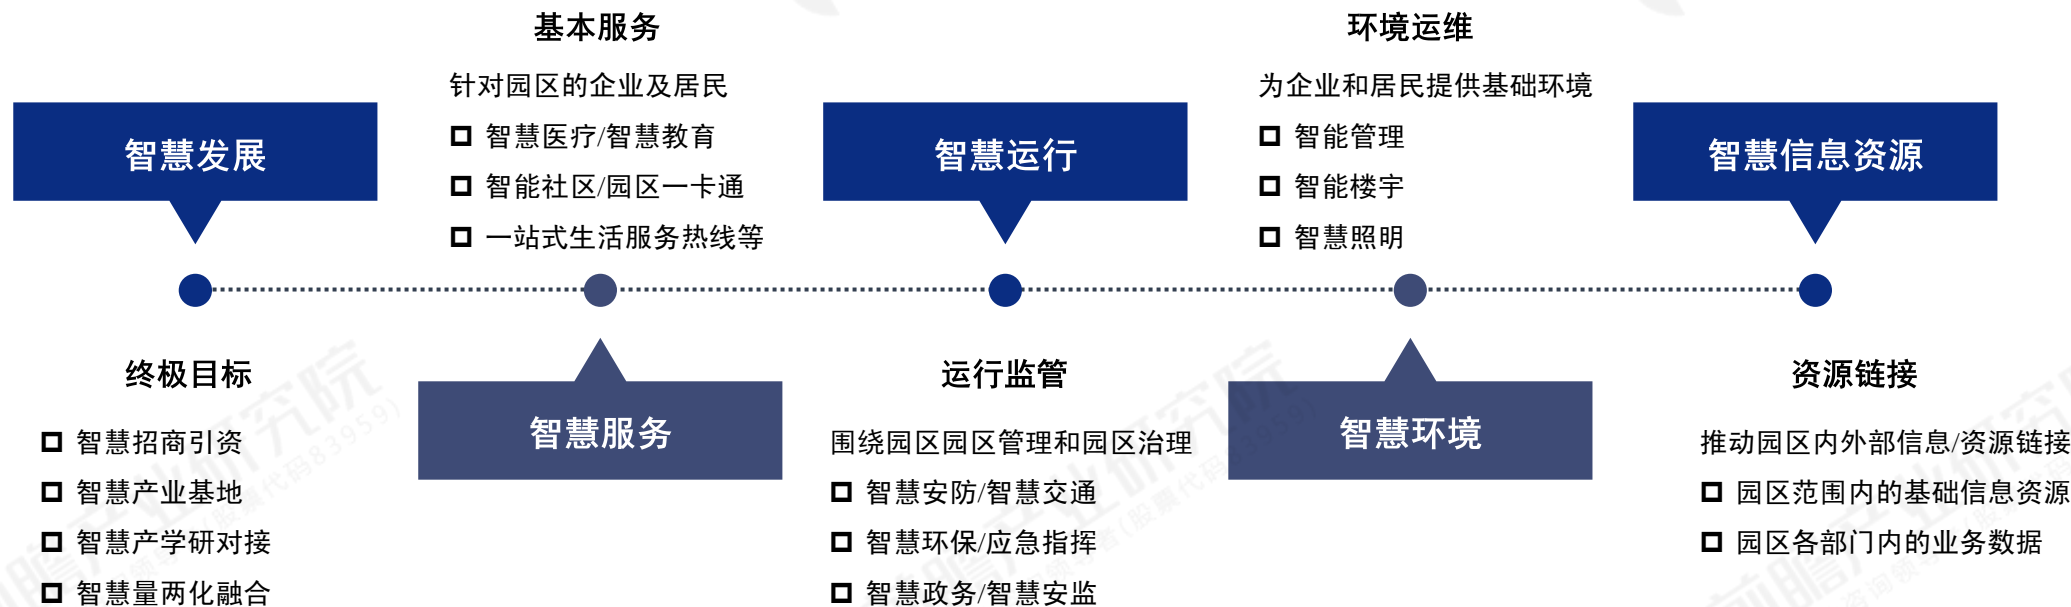 基本服务
针对园区的企业及居民
智慧医疗/智慧教育
智能社区/园区一卡通
一站式生活服务热线等
环境运维
为企业和居民提供基础环境
智能管理
智能楼宇
智慧照明
智慧发展
智慧运行
智慧信息资源
终极目标
智慧招商引资
智慧产业基地
智慧产学研对接
智慧量两化融合
智慧服务
运行监管
围绕园区园区管理和园区治理
智慧安防/智慧交通
智慧环保/应急指挥
智慧政务/智慧安监
智慧环境
资源链接
推动园区内外部信息/资源链接
园区范围内的基础信息资源
园区各部门内的业务数据